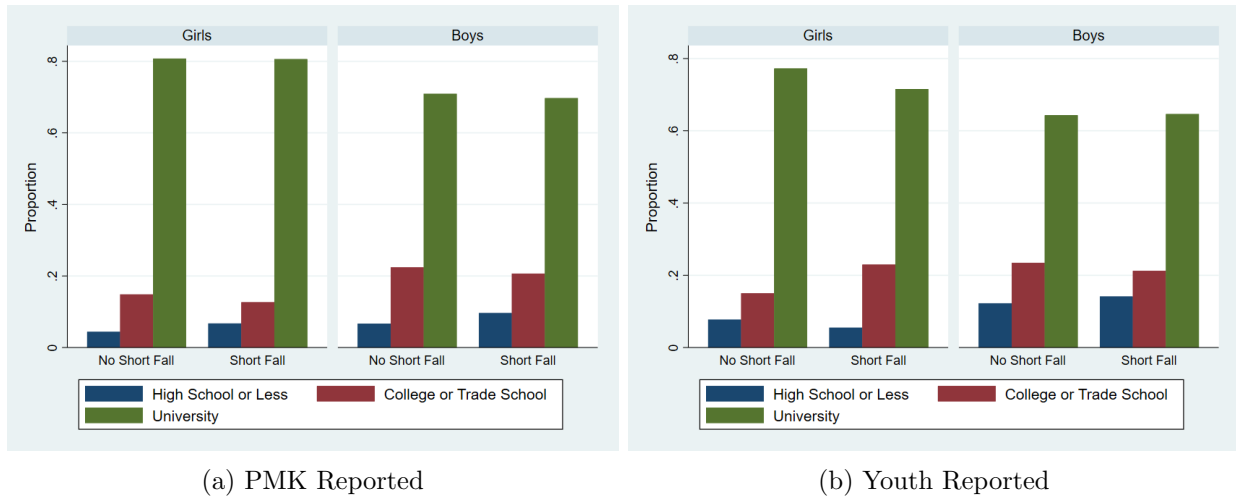 Girls
Boys
Proportion
0
.2
.4
.6
.8
No Short Fall
Short Fall
No Short Fall
Short Fall
High School or Less
College or Trade School
University
(a) PMK Reported
Girls
Boys
Proportion
0
.2
.4
.6
.8
No Short Fall
Short Fall
No Short Fall
Short Fall
High School or Less
College or Trade School
University
(b) Youth Reported